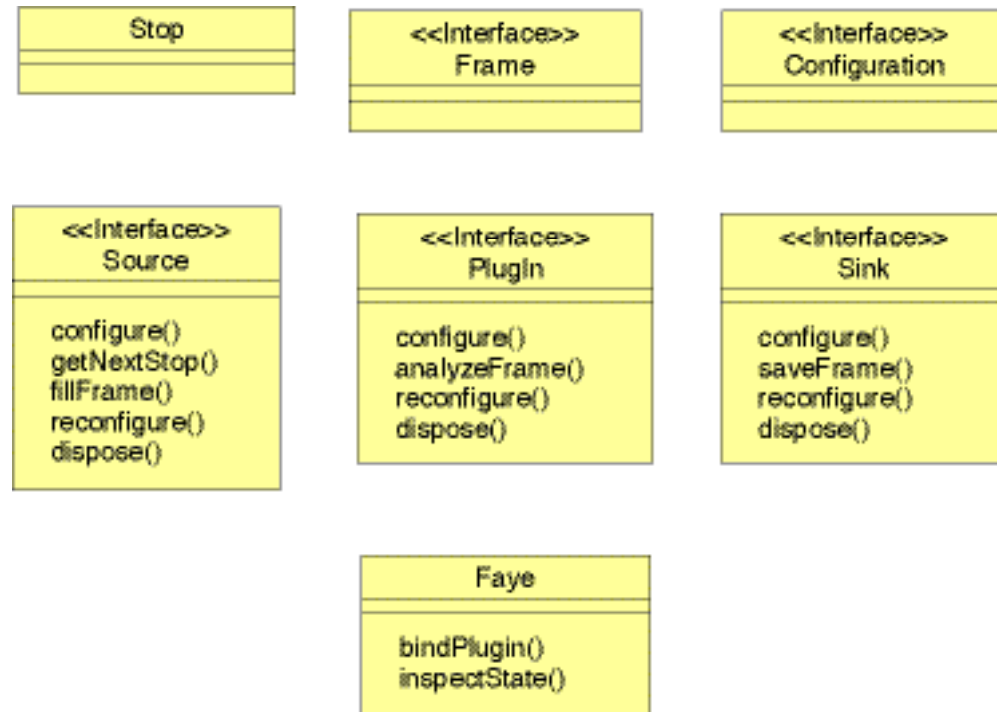 Stop
<<Interface>>
Frame
<<Interface>>
Configuration
<<Interface>>
Source
configure()
getNextStop()
fillFrame()
reconfigure()
dispose()
<<Interface>>
PlugIn
configure()
analyzeFrame()
reconfigure()
dispose()
<<Interface>>
Sink
configure()
saveFrame()
reconfigure()
dispose()
Faye
bindPlugin()
inspectState()